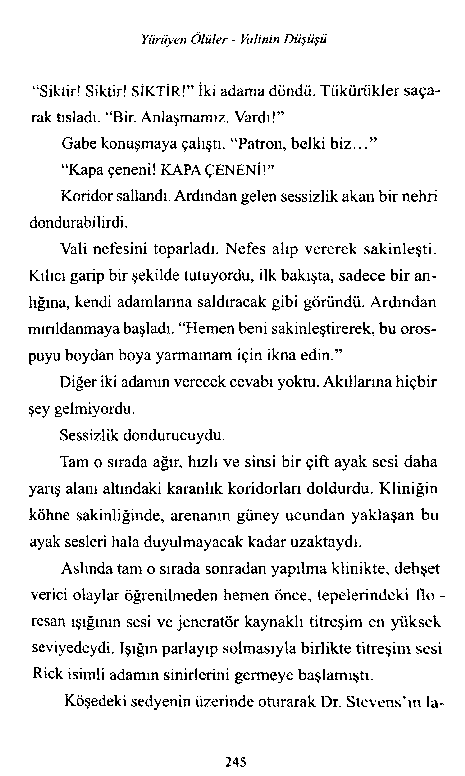 Yürüyen Ölüler - Valinin Düşüşü
“Siktir! Siktir! SİKTİR!” İki adama döndü. Tükürükler saça-
rak tısladı. “Bir. Anlaşmamız. Vardı!”
Gabe konuşmaya çalıştı. “Patron, belki biz...”
“Kapa çeneni! KAPA ÇENENİ!”
Koridor sallandı. Ardından gelen sessizlik akan bir nehri
dondurabilirdi.
Vali nefesini toparladı. Nefes alıp vererek sakinleşti.
Kılıcı garip bir şekilde tutuyordu, ilk bakışta, sadece bir an-
lığına, kendi adamlarına saldıracak gibi göründü. Ardından
mırıldanmaya başladı. “Hemen beni sakinleştirerek, bu oros-
puyu boydan boya yarmamam için ikna edin.”
Diğer iki adamın verecek cevabı yoktu. Akıllarına hiçbir
şey gelmiyordu.
Sessizlik dondurucuydu.
Tam o sırada ağır, hızlı ve sinsi bir çift ayak sesi daha
yarış alanı altındaki karanlık koridorları doldurdu. Kliniğin
köhne sakinliğinde, arenanın güney ucundan yaklaşan bu
ayak sesleri hala duyulmayacak kadar uzaktaydı.
Aslında tam o sırada sonradan yapılma klinikte, dehşet
verici olaylar öğrenilmeden hemen önce, tepelerindeki flo -
resan ışığının sesi ve jeneratör kaynaklı titreşim en yüksek
seviyedeydi. Işığın parlayıp solmasıyla birlikte titreşim sesi
Rick isimli adamın sinirlerini germeye başlamıştı.
Köşedeki sedyenin üzerinde oturarak Dr. Stevens'ın la-
245